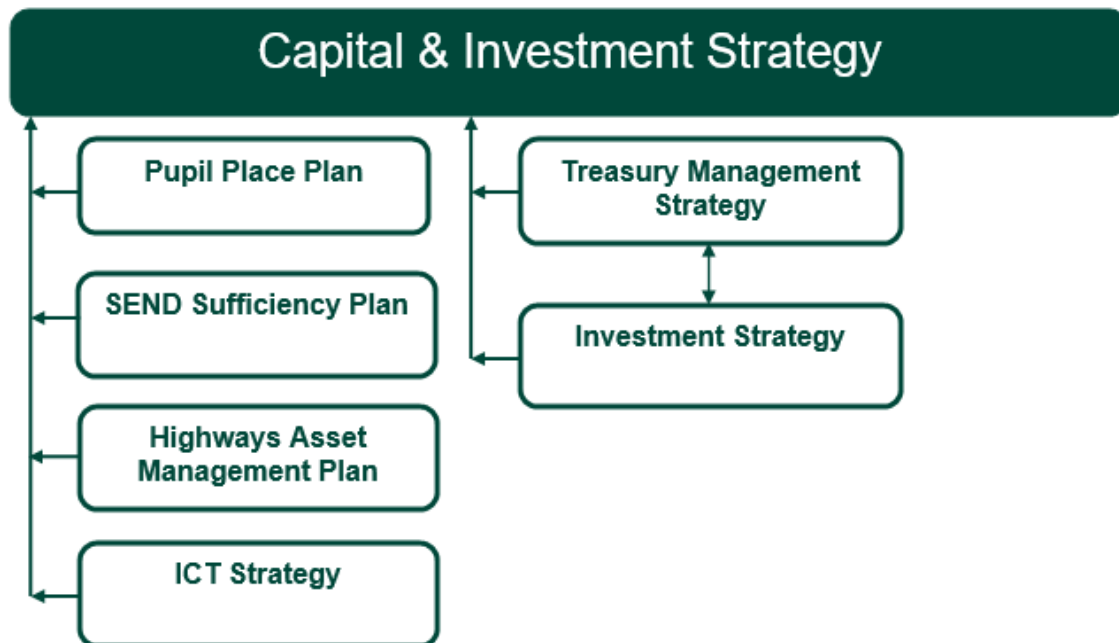 Capital & Investment Strategy
Pupil Place Plan
SEND Sufficiency Plan
Highways Asset
Management Plan
ICT Strategy
Treasury Management
Strategy
Investment Strategy